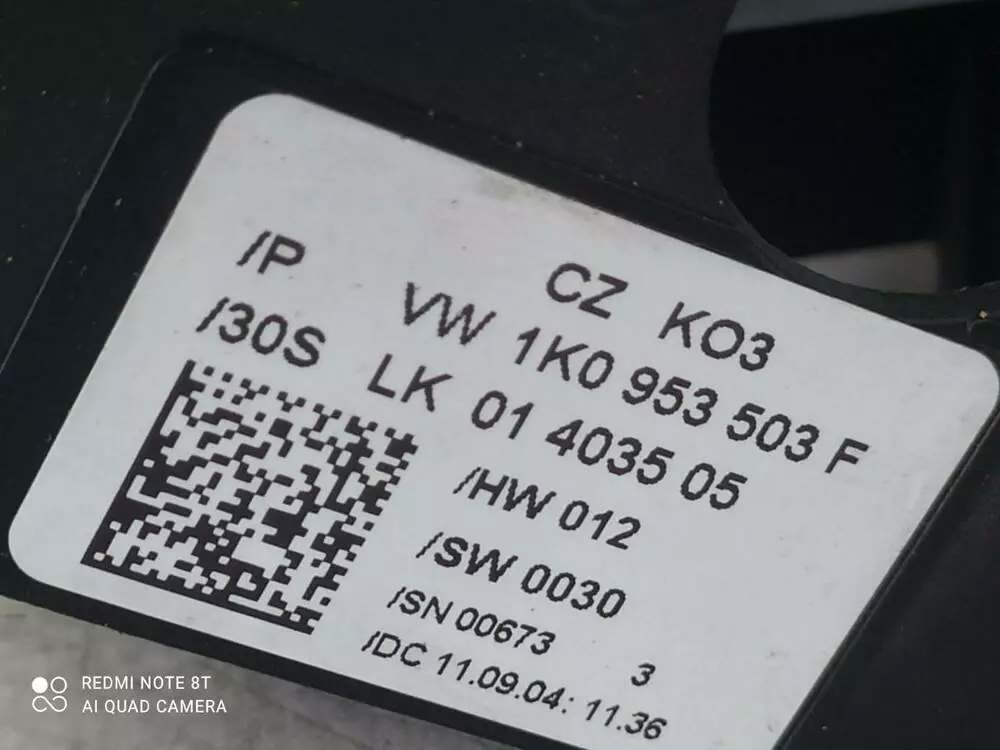 CZ KO3
/P VW 1K0 953 503 F
/30S LK 01 4035 05
/HW 012
/SW 0030
/SN 00673 3
/DC 11.09.04: 11.36
REDMI NOTE 8T
AI QUAD CAMERA